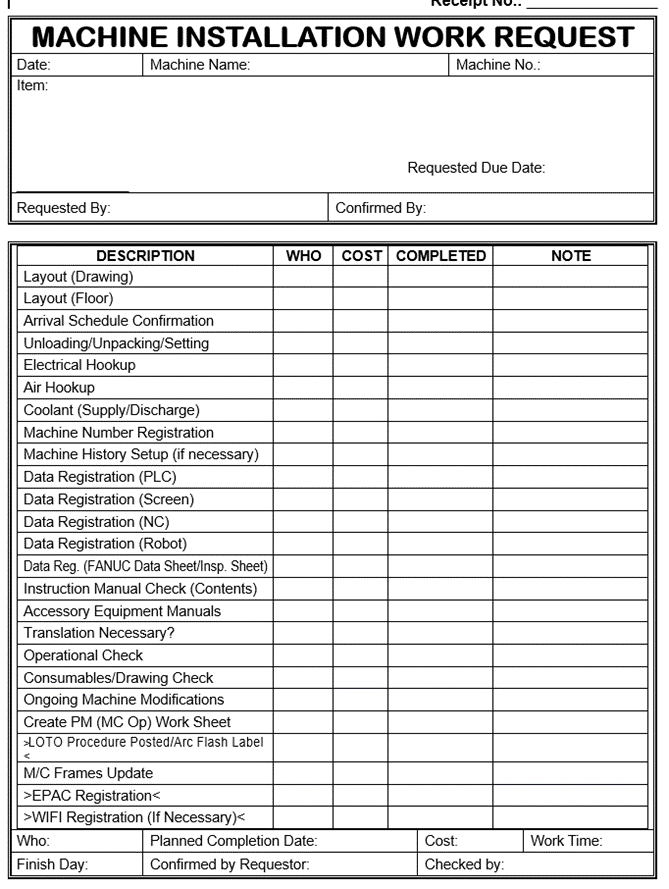 Receipt No.:
MACHINE INSTALLATION WORK REQUEST
Date: Machine Name: Machine No.:
Item:
Requested Due Date:
Requested By: Confirmed By:
DESCRIPTION WHO COST COMPLETED NOTE
Layout (Drawing)
Layout (Floor)
Arrival Schedule Confirmation
Unloading/Unpacking/Setting
Electrical Hookup
Air Hookup
Coolant (Supply/Discharge)
Machine Number Registration
Machine History Setup (if necessary)
Data Registration (PLC)
Data Registration (Screen)
Data Registration (NC)
Data Registration (Robot)
Data Reg. (FANUC Data Sheet/Insp. Sheet)
Instruction Manual Check (Contents)
Accessory Equipment Manuals
Translation Necessary?
Operational Check
Consumables/Drawing Check
Ongoing Machine Modifications
Create PM (MC Op) Work Sheet
>LOTO Procedure Posted/Arc Flash Label
<
M/C Frames Update
>EPAC Registration<
>WIFI Registration (If Necessary)<
Who: Planned Completion Date: Cost: Work Time:
Finish Day: Confirmed by Requestor: Checked by: